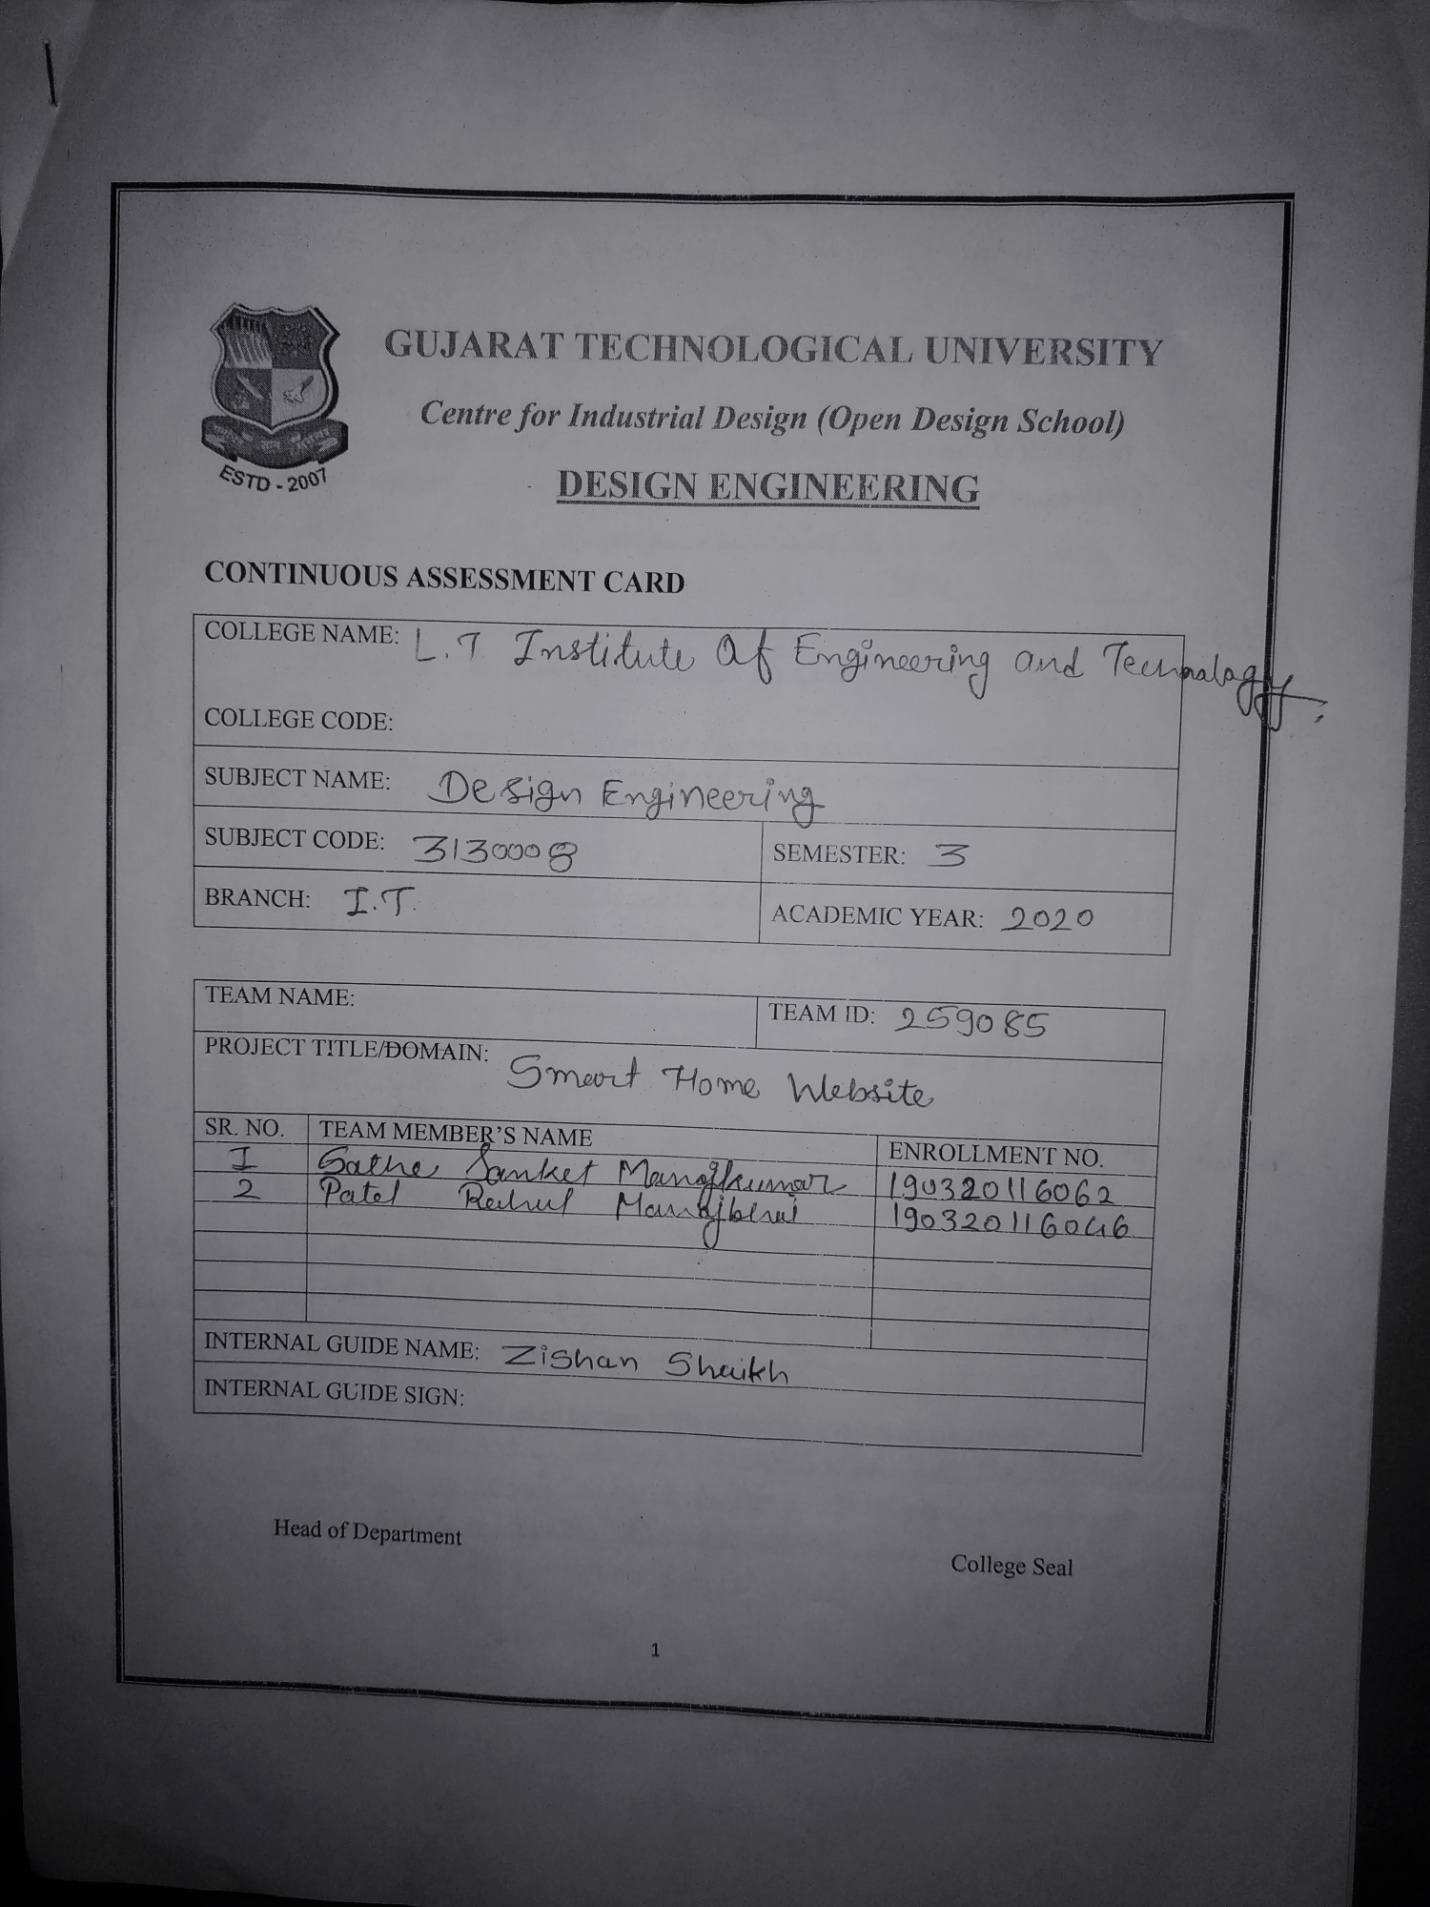 GUJARAT TECHNOLOGICAL UNIVERSITY
Centre for Industrial Design (Open Design School)
ESTD - 2007
DESIGN ENGINEERING
CONTINUOUS ASSESSMENT CARD
COLLEGE NAME: L.T Institute Of Engineering and Technology.
COLLEGE CODE:
SUBJECT NAME: Design Engineering
SUBJECT CODE: 3130008 SEMESTER: 3
BRANCH: I.T. ACADEMIC YEAR: 2020
TEAM NAME: TEAM ID: 259085
PROJECT TITLE/DOMAIN: Smart Home Website
SR. NO. TEAM MEMBER'S NAME ENROLLMENT NO.
1 Sathe Sanket Manojkumar 190320116062
2 Patel Rahul Manojbhai 190320116046
INTERNAL GUIDE NAME: Zishan Shaikh
INTERNAL GUIDE SIGN:
Head of Department
College Seal
1